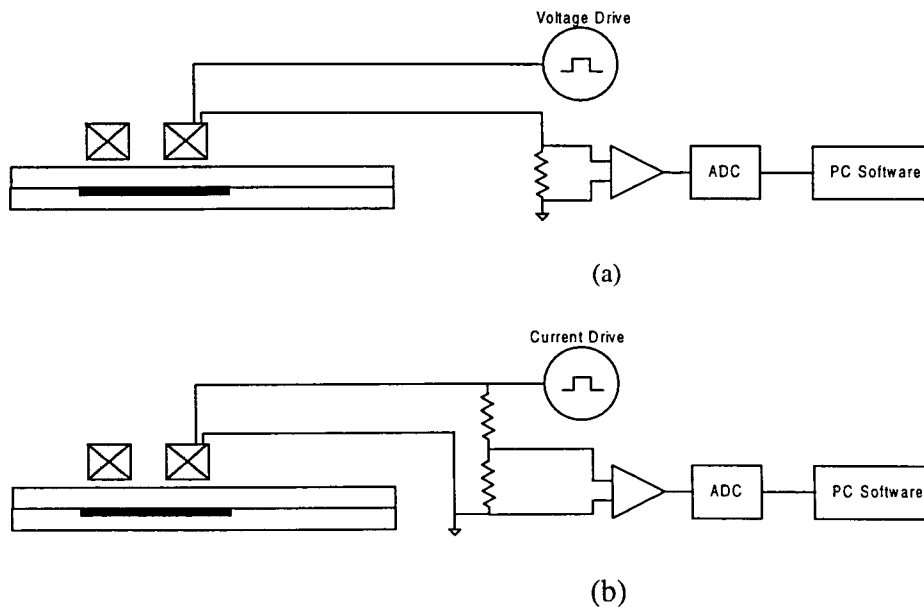 Voltage Drive
ADC
PC Software
(a)
Current Drive
ADC
PC Software
(b)